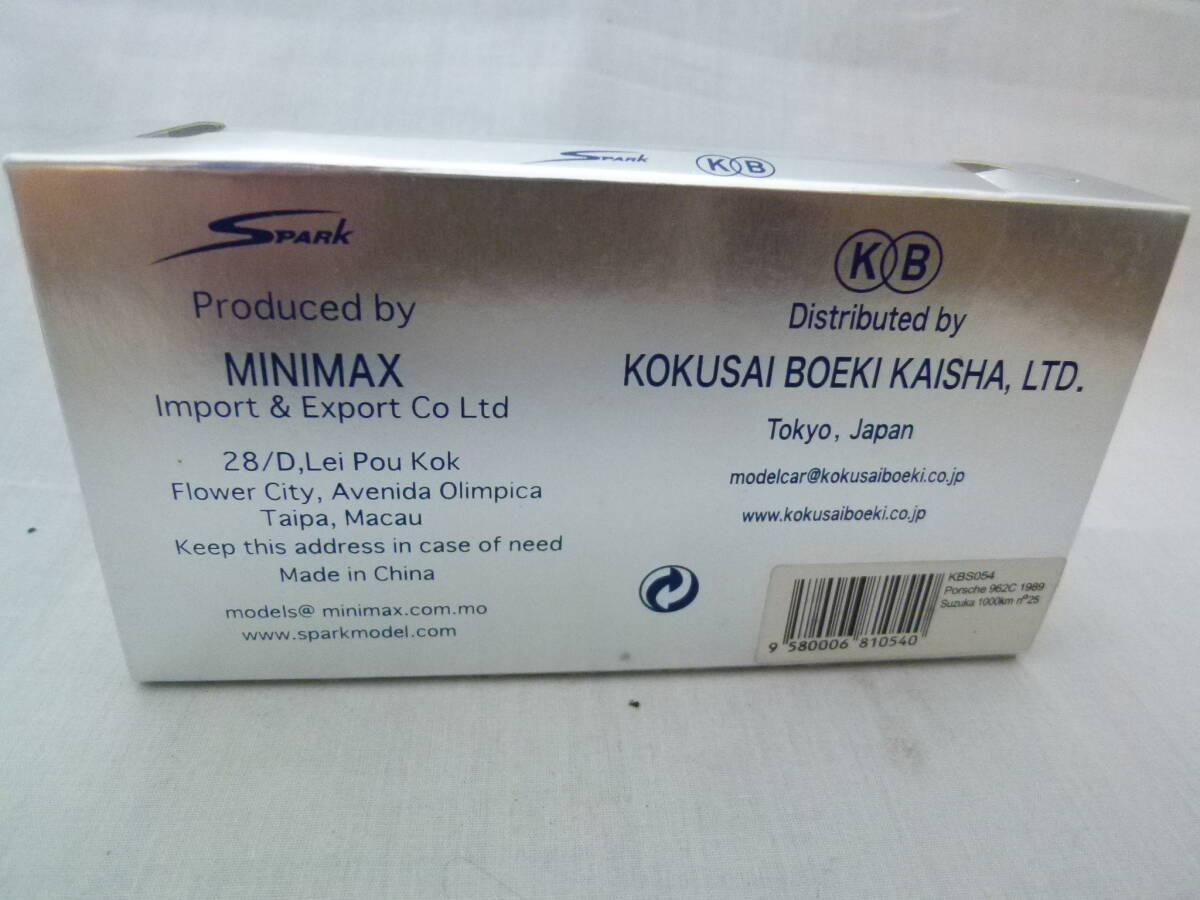 SPARK KB
SPARK
Produced by
MINIMAX
Import & Export Co Ltd
28/D,Lei Pou Kok
Flower City, Avenida Olimpica
Taipa, Macau
Keep this address in case of need
Made in China
models@ minimax.com.mo
www.sparkmodel.com
KB
Distributed by
KOKUSAI BOEKI KAISHA, LTD.
Tokyo, Japan
modelcar@kokusaiboeki.co.jp
www.kokusaiboeki.co.jp
KBS054
Porsche 962C 1989
Suzuka 1000km nº25
9 580006 810540